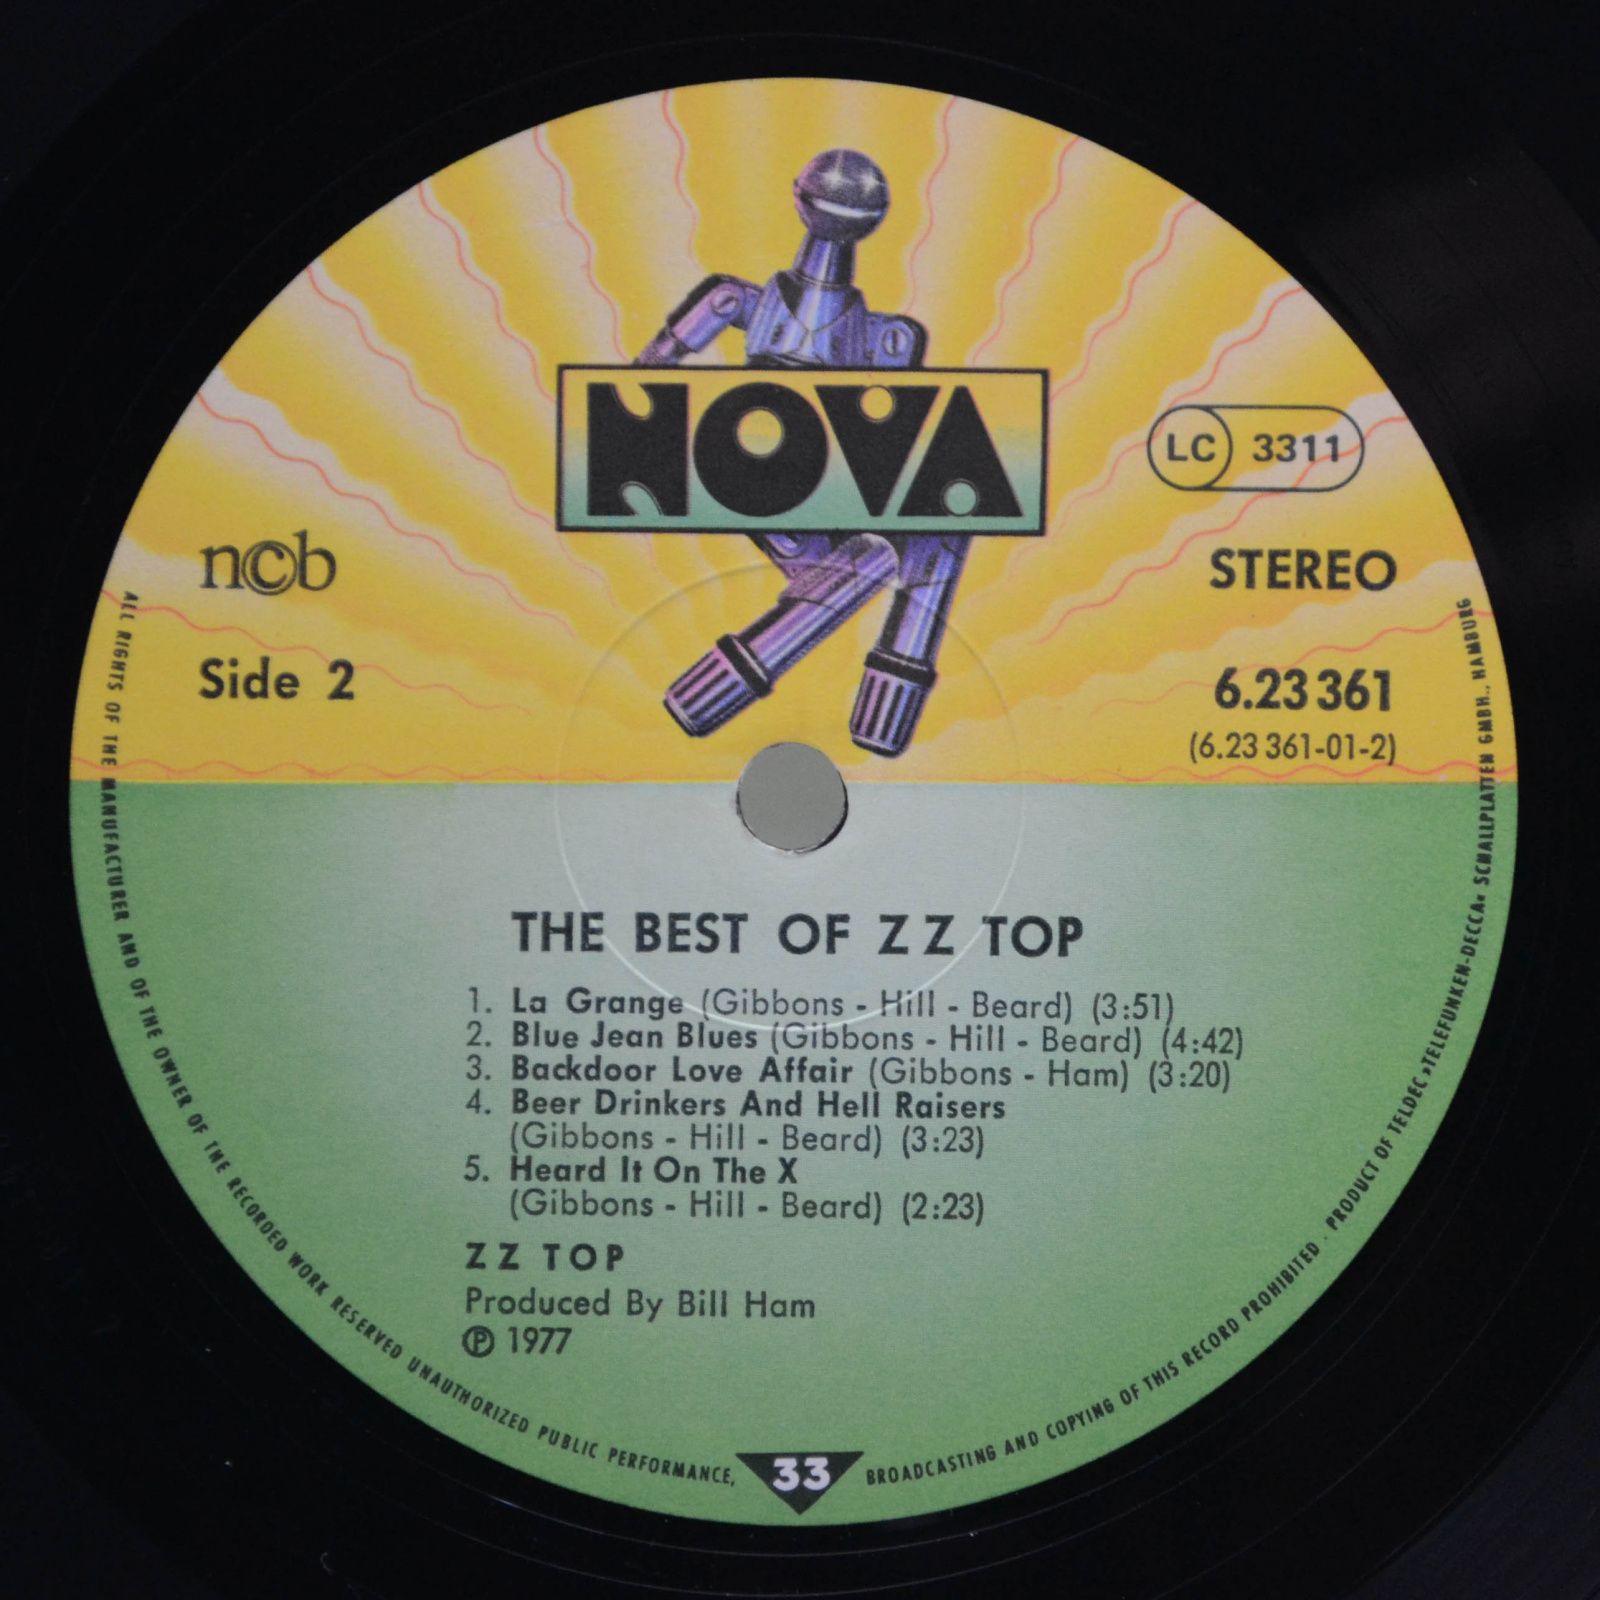 NOVA
LC 3311
ncb
STEREO
Side 2
6.23 361
(6.23 361-01-2)
THE BEST OF Z Z TOP
1. La Grange (Gibbons - Hill - Beard) (3:51)
2. Blue Jean Blues (Gibbons - Hill - Beard) (4:42)
3. Backdoor Love Affair (Gibbons - Ham) (3:20)
4. Beer Drinkers And Hell Raisers
(Gibbons - Hill - Beard) (3:23)
5. Heard It On The X
(Gibbons - Hill - Beard) (2:23)
Z Z TOP
Produced By Bill Ham
℗ 1977
ALL RIGHTS OF THE MANUFACTURER AND OF THE OWNER OF THE RECORDED WORK RESERVED UNAUTHORIZED PUBLIC PERFORMANCE,
33
BROADCASTING AND COPYING OF THIS RECORD PROHIBITED · PRODUCT OF TELDEC »TELEFUNKEN-DECCA« SCHALLPLATTEN GMBH., HAMBURG